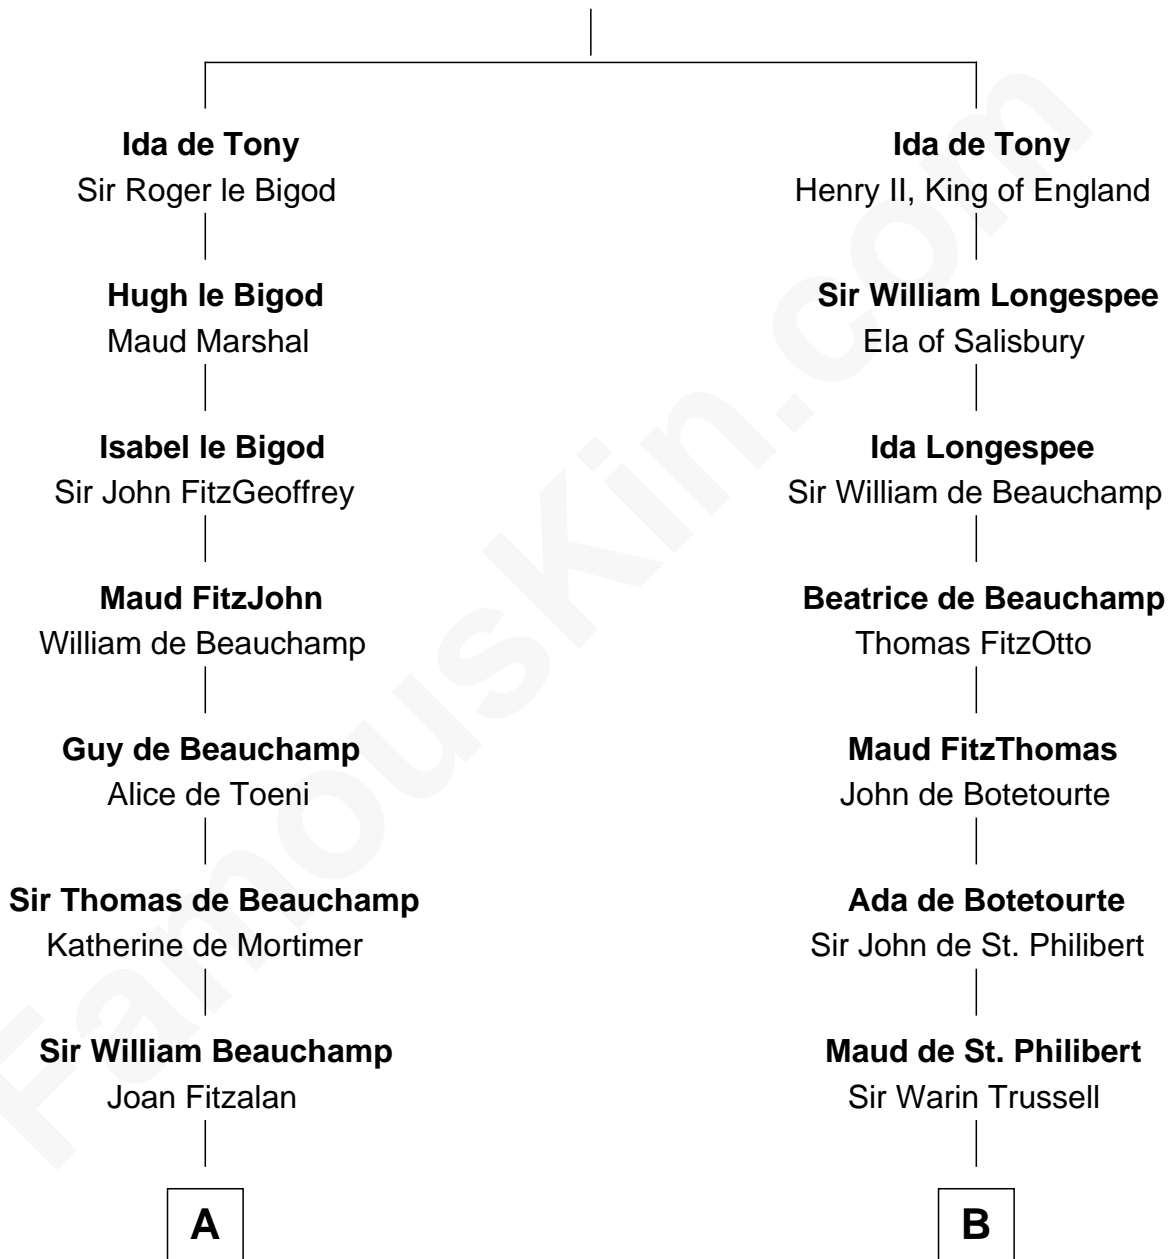 Ida de Tony
Sir Roger le Bigod
Hugh le Bigod
Maud Marshal
Isabel le Bigod
Sir John FitzGeoffrey
Maud FitzJohn
William de Beauchamp
Guy de Beauchamp
Alice de Toeni
Sir Thomas de Beauchamp
Katherine de Mortimer
Sir William Beauchamp
Joan Fitzalan
A
Ida de Tony
Henry II, King of England
Sir William Longespee
Ela of Salisbury
Ida Longespee
Sir William de Beauchamp
Beatrice de Beauchamp
Thomas FitzOtto
Maud FitzThomas
John de Botetourte
Ada de Botetourte
Sir John de St. Philibert
Maud de St. Philibert
Sir Warin Trussell
B
FamousKin.com